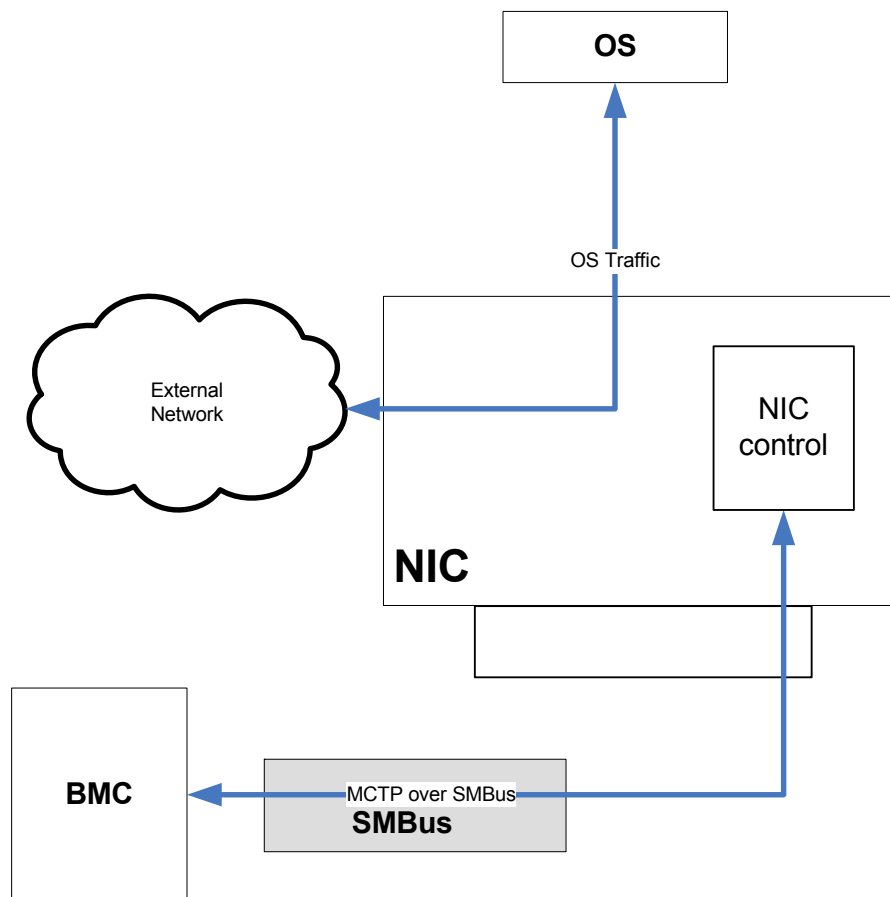 OS
OS Traffic
External
Network
NIC
control
NIC
BMC
MCTP over SMBus
SMBus